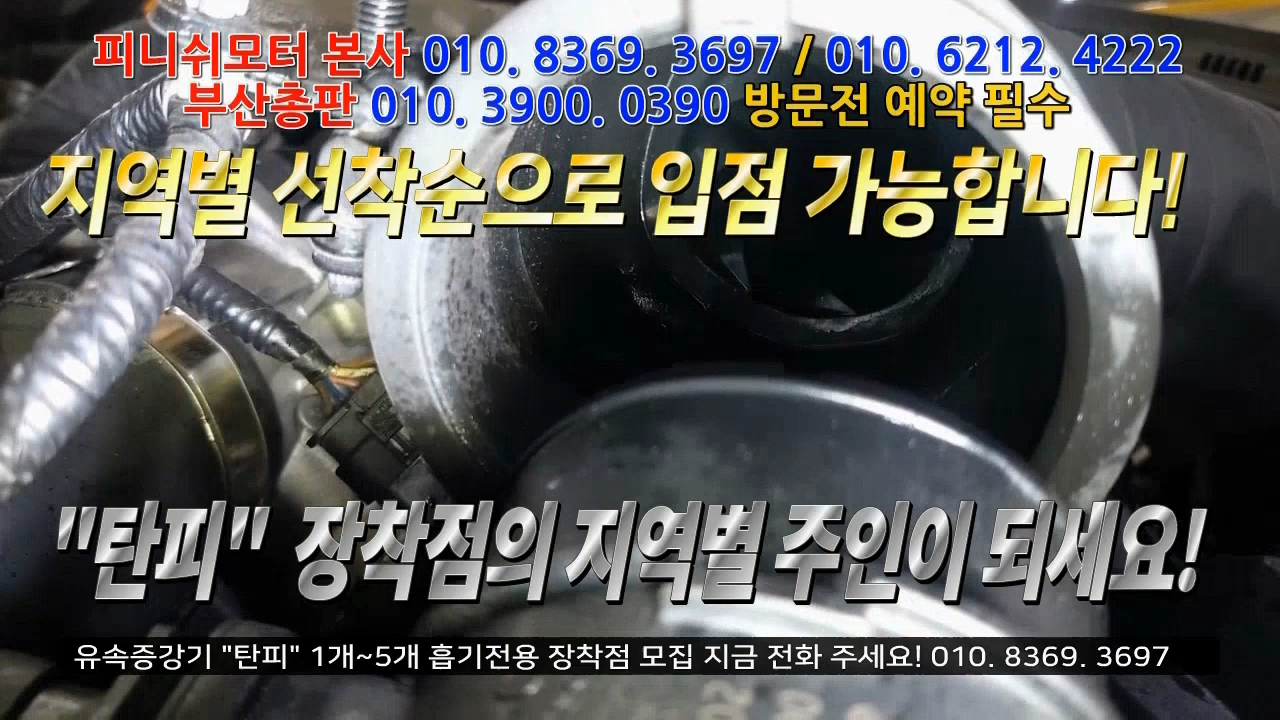 피니쉬모터 본사 010. 8369. 3697 / 010. 6212. 4222
부산총판 010. 3900. 0390 방문전 예약 필수
지역별 선착순으로 입점 가능합니다!
"탄피" 장착점의 지역별 주인이 되세요!
유속증강기 "탄피" 1개~5개 흡기전용 장착점 모집 지금 전화 주세요! 010. 8369. 3697